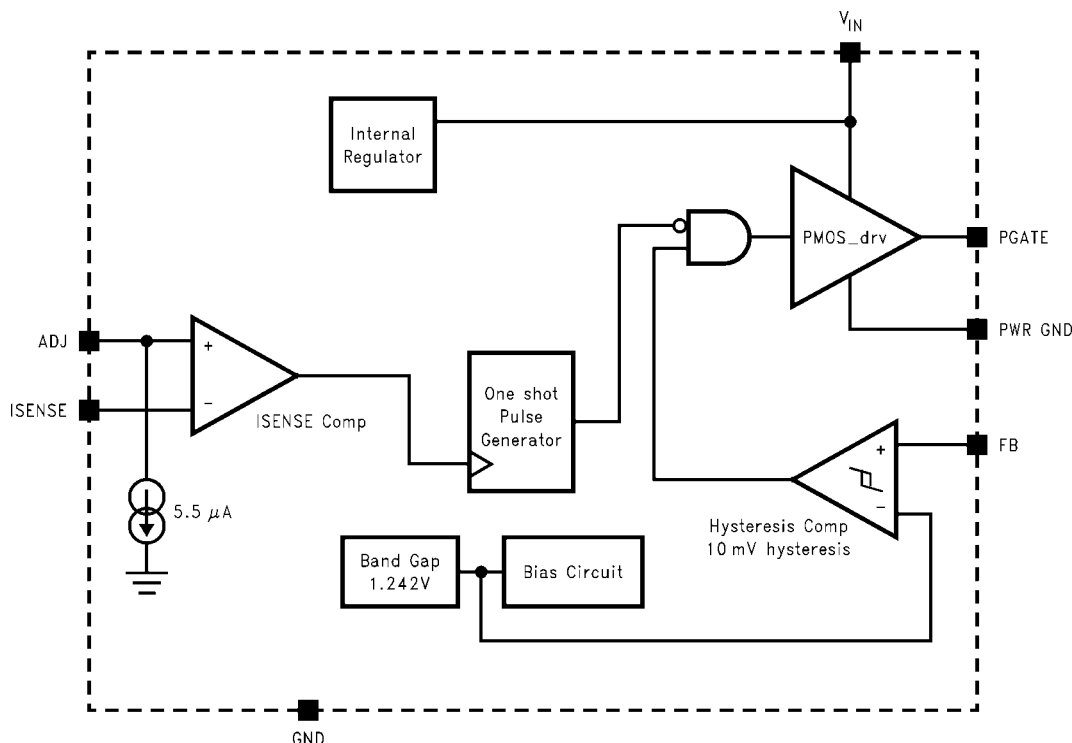 VIN
Internal
Regulator
PMOS_drv
PGATE
PWR GND
ADJ
+
-
ISENSE
ISENSE Comp
One shot
Pulse
Generator
FB
+
-
5.5 μA
Hysteresis Comp
10 mV hysteresis
Band Gap
1.242V
Bias Circuit
GND